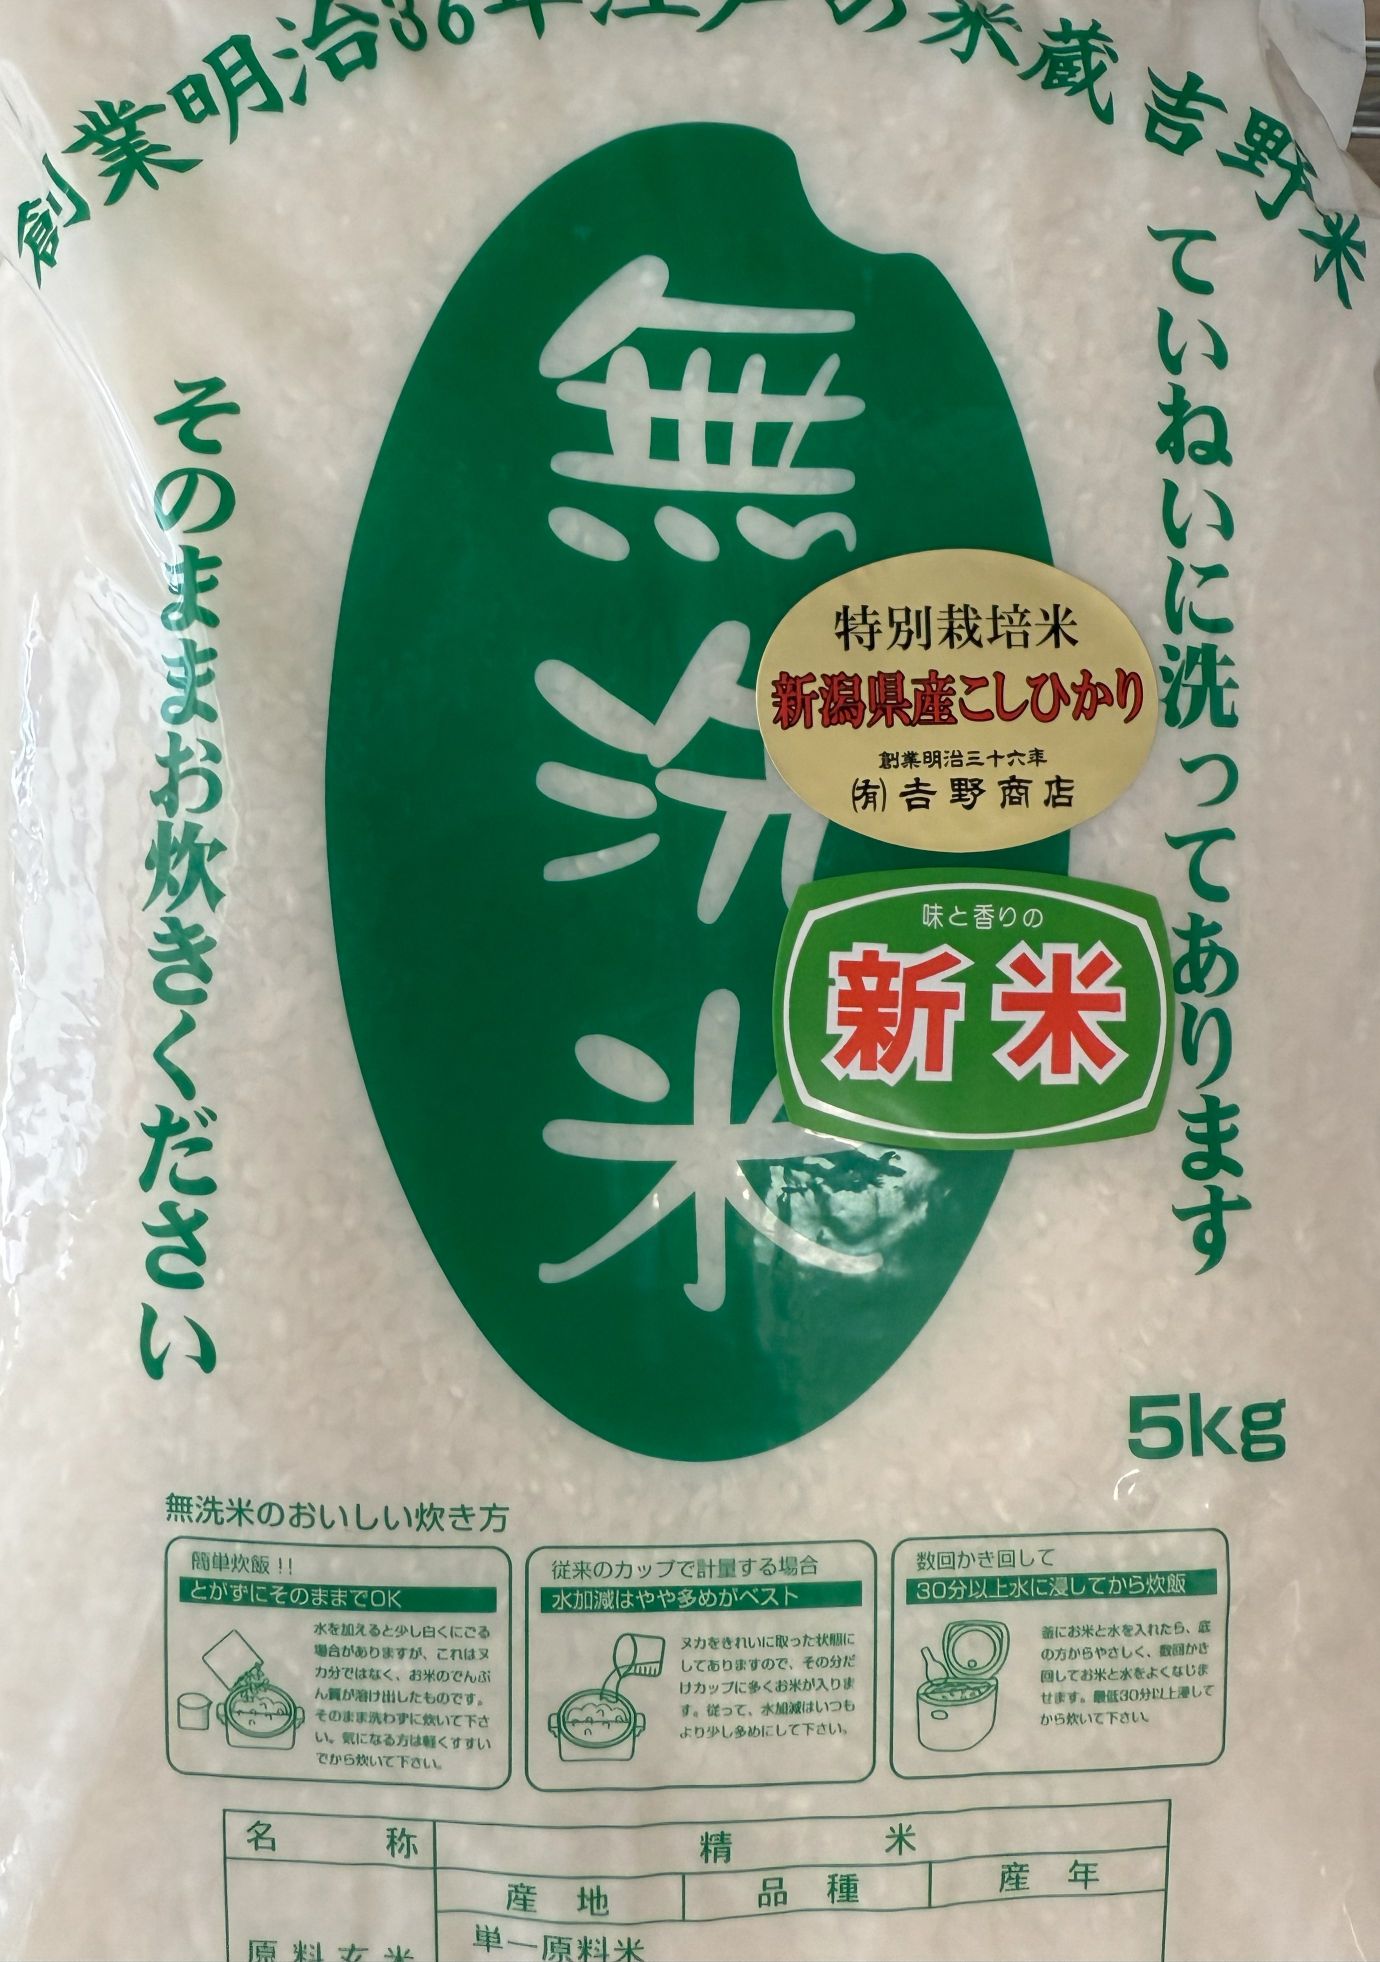 創業明治36年江戸の米蔵 吉野米
ていねいに洗ってあります
無洗米
そのままお炊きください
特別栽培米
新潟県産こしひかり
創業明治三十六年
㈲吉野商店
味と香りの
新米
5kg
無洗米のおいしい炊き方
簡単炊飯!!
とがずにそのままでOK
水を加えると少し白くにごる
場合がありますが、これはヌ
カ分ではなく、お米のでんぷ
ん質が溶け出したものです。
そのまま洗わずに炊いて下さ
い。気になる方は軽くすすい
でから炊いて下さい。
従来のカップで計量する場合
水加減はやや多めがベスト
ヌカをきれいに取った状態に
してありますので、その分だ
けカップに多くお米が入りま
す。従って、水加減はいつも
より少し多めにして下さい。
数回かき回して
30分以上水に浸してから炊飯
釜にお米と水を入れたら、底
の方からやさしく、数回かき
回してお米と水をよくなじま
せます。最低30分以上浸して
から炊いて下さい。
名称 精米
産地 品種 産年
原料玄米 単一原料米